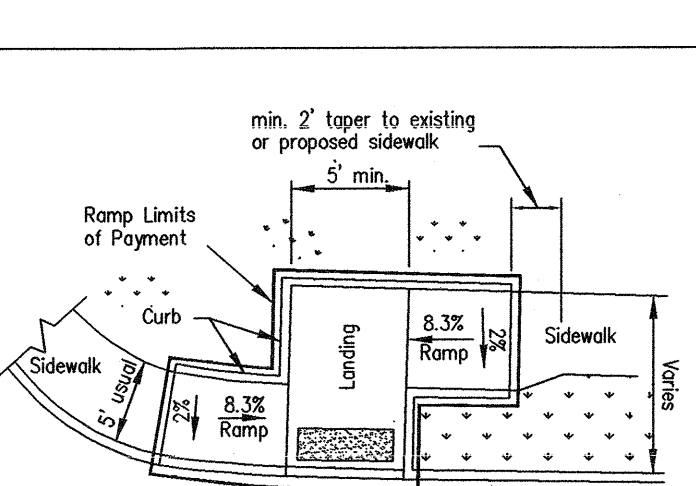 min. 2' taper to existing
or proposed sidewalk
5' min.
Ramp Limits
of Payment
Curb
Sidewalk
5' usual
2%
8.3%
Ramp
Landing
8.3%
Ramp
2%
Sidewalk
Varies